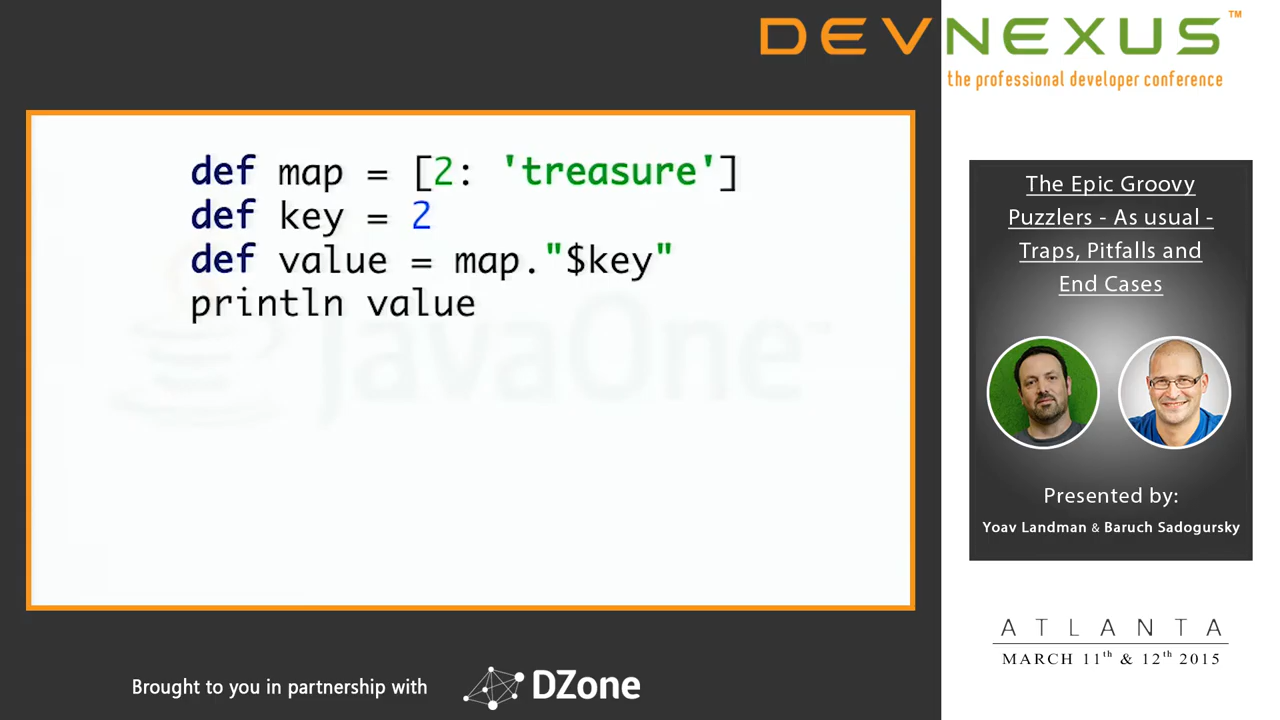 DEVNEXUS™
the professional developer conference
def map = [2: 'treasure']
def key = 2
def value = map."$key"
println value
JavaOne™
The Epic Groovy
Puzzlers - As usual -
Traps, Pitfalls and
End Cases
Presented by:
Yoav Landman & Baruch Sadogursky
ATLANTA
MARCH 11th & 12th 2015
Brought to you in partnership with
DZone